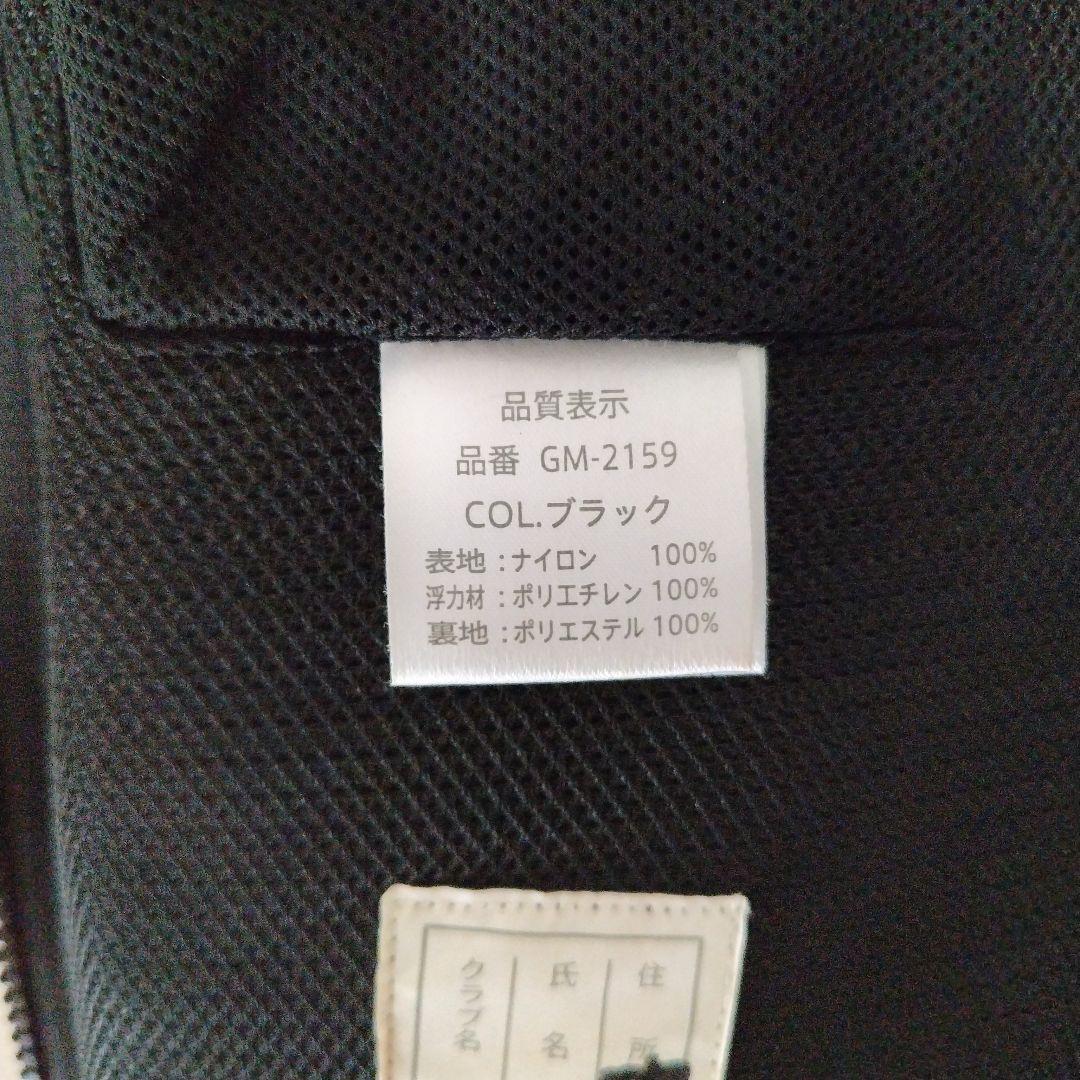 品質表示
品番 GM-2159
COL.ブラック
表地:ナイロン 100%
浮力材:ポリエチレン 100%
裏地:ポリエステル 100%
住所
氏名
クラブ名